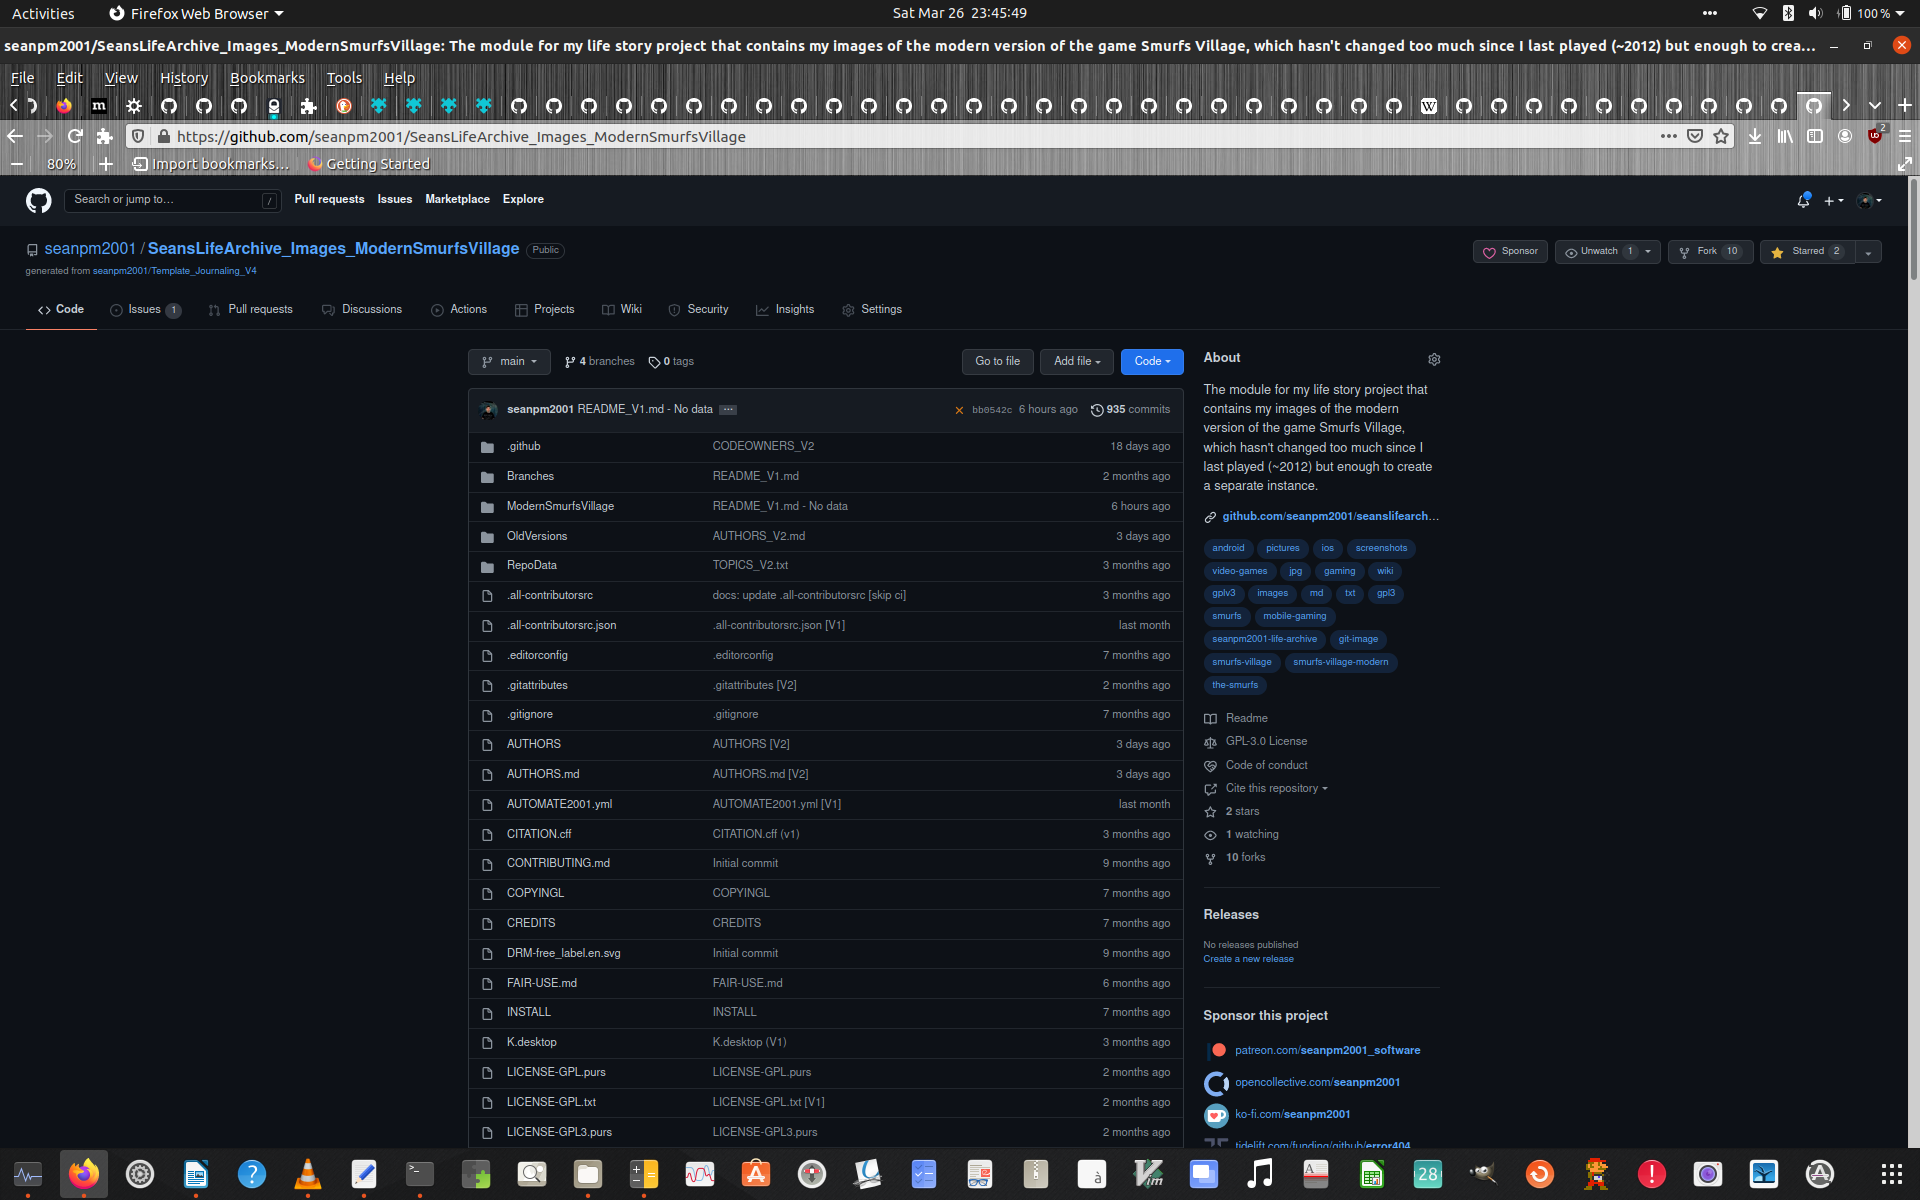 Activities
Firefox Web Browser
Sat Mar 26 23:45:49
100 %
seanpm2001/SeansLifeArchive_Images_ModernSmurfsVillage: The module for my life story project that contains my images of the modern version of the game Smurfs Village, which hasn't changed too much since I last played (~2012) but enough to crea...
File Edit View History Bookmarks Tools Help
https://github.com/seanpm2001/SeansLifeArchive_Images_ModernSmurfsVillage
2
80%
Import bookmarks...
Getting Started
Search or jump to... /
Pull requests Issues Marketplace Explore
seanpm2001 / SeansLifeArchive_Images_ModernSmurfsVillage Public
generated from seanpm2001/Template_Journaling_V4
Sponsor
Unwatch 1
Fork 10
Starred 2
Code
Issues 1
Pull requests
Discussions
Actions
Projects
Wiki
Security
Insights
Settings
main
4 branches
0 tags
Go to file
Add file
Code
seanpm2001 README_V1.md - No data ... bb0542c 6 hours ago 935 commits
.github CODEOWNERS_V2 18 days ago
Branches README_V1.md 2 months ago
ModernSmurfsVillage README_V1.md - No data 6 hours ago
OldVersions AUTHORS_V2.md 3 days ago
RepoData TOPICS_V2.txt 3 months ago
.all-contributorsrc docs: update .all-contributorsrc [skip ci] 3 months ago
.all-contributorsrc.json .all-contributorsrc.json [V1] last month
.editorconfig .editorconfig 7 months ago
.gitattributes .gitattributes [V2] 2 months ago
.gitignore .gitignore 7 months ago
AUTHORS AUTHORS [V2] 3 days ago
AUTHORS.md AUTHORS.md [V2] 3 days ago
AUTOMATE2001.yml AUTOMATE2001.yml [V1] last month
CITATION.cff CITATION.cff (v1) 3 months ago
CONTRIBUTING.md Initial commit 9 months ago
COPYINGL COPYINGL 7 months ago
CREDITS CREDITS 7 months ago
DRM-free_label.en.svg Initial commit 9 months ago
FAIR-USE.md FAIR-USE.md 6 months ago
INSTALL INSTALL 7 months ago
K.desktop K.desktop (V1) 3 months ago
LICENSE-GPL.purs LICENSE-GPL.purs 2 months ago
LICENSE-GPL.txt LICENSE-GPL.txt [V1] 2 months ago
LICENSE-GPL3.purs LICENSE-GPL3.purs 2 months ago
About
The module for my life story project that
contains my images of the modern
version of the game Smurfs Village,
which hasn't changed too much since I
last played (~2012) but enough to create
a separate instance.
github.com/seanpm2001/seanslifearch...
android pictures ios screenshots
video-games jpg gaming wiki
gplv3 images md txt gpl3
smurfs mobile-gaming
seanpm2001-life-archive git-image
smurfs-village smurfs-village-modern
the-smurfs
Readme
GPL-3.0 License
Code of conduct
Cite this repository
2 stars
1 watching
10 forks
Releases
No releases published
Create a new release
Sponsor this project
patreon.com/seanpm2001_software
opencollective.com/seanpm2001
ko-fi.com/seanpm2001
tidelift.com/funding/github/error404
28